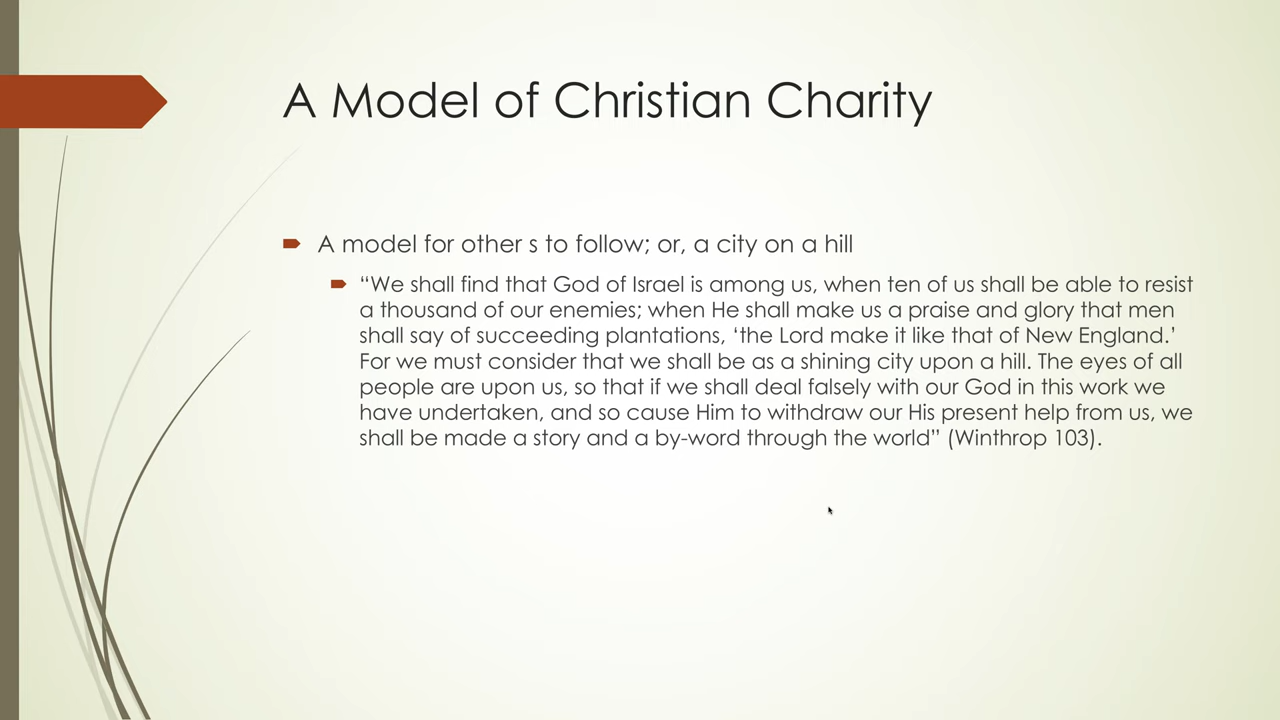 A Model of Christian Charity
A model for other s to follow; or, a city on a hill
“We shall find that God of Israel is among us, when ten of us shall be able to resist
a thousand of our enemies; when He shall make us a praise and glory that men
shall say of succeeding plantations, ‘the Lord make it like that of New England.’
For we must consider that we shall be as a shining city upon a hill. The eyes of all
people are upon us, so that if we shall deal falsely with our God in this work we
have undertaken, and so cause Him to withdraw our His present help from us, we
shall be made a story and a by-word through the world” (Winthrop 103).